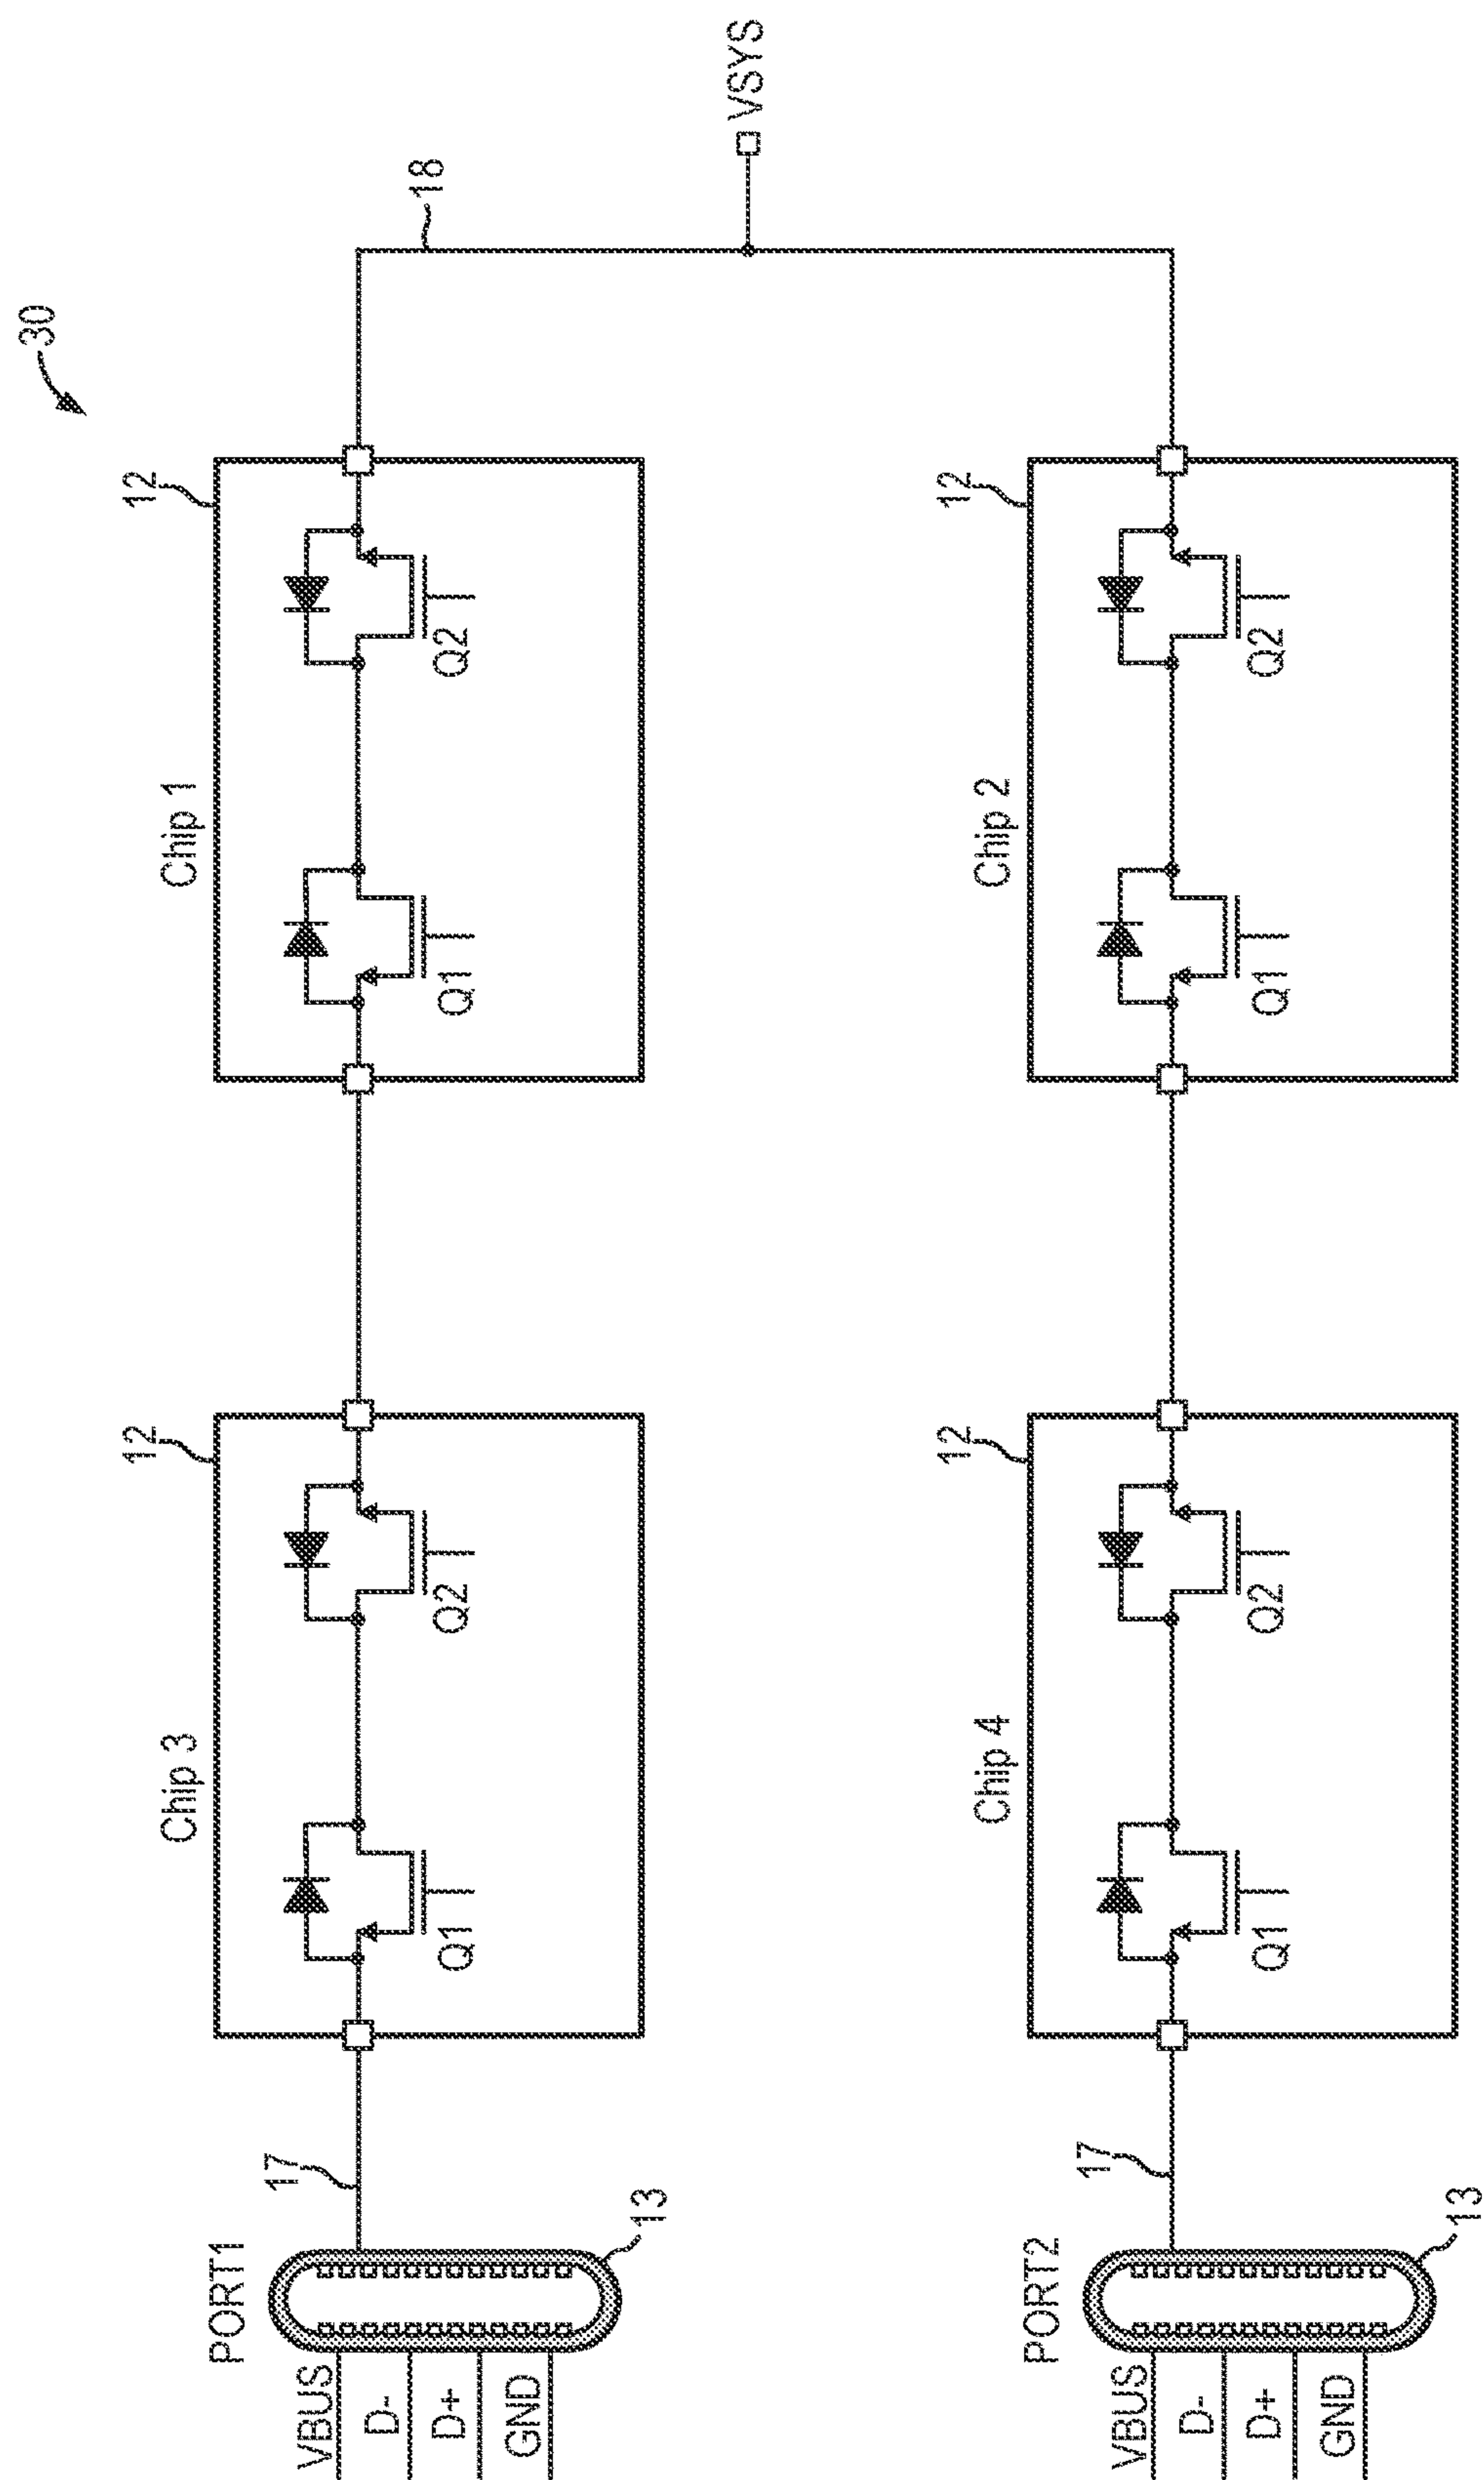 30
PORT1
VBUS
D-
D+
GND
13
17
Chip 3
12
Q1
Q2
Chip 1
12
Q1
Q2
18
VSYS
PORT2
VBUS
D-
D+
GND
13
17
Chip 4
12
Q1
Q2
Chip 2
12
Q1
Q2